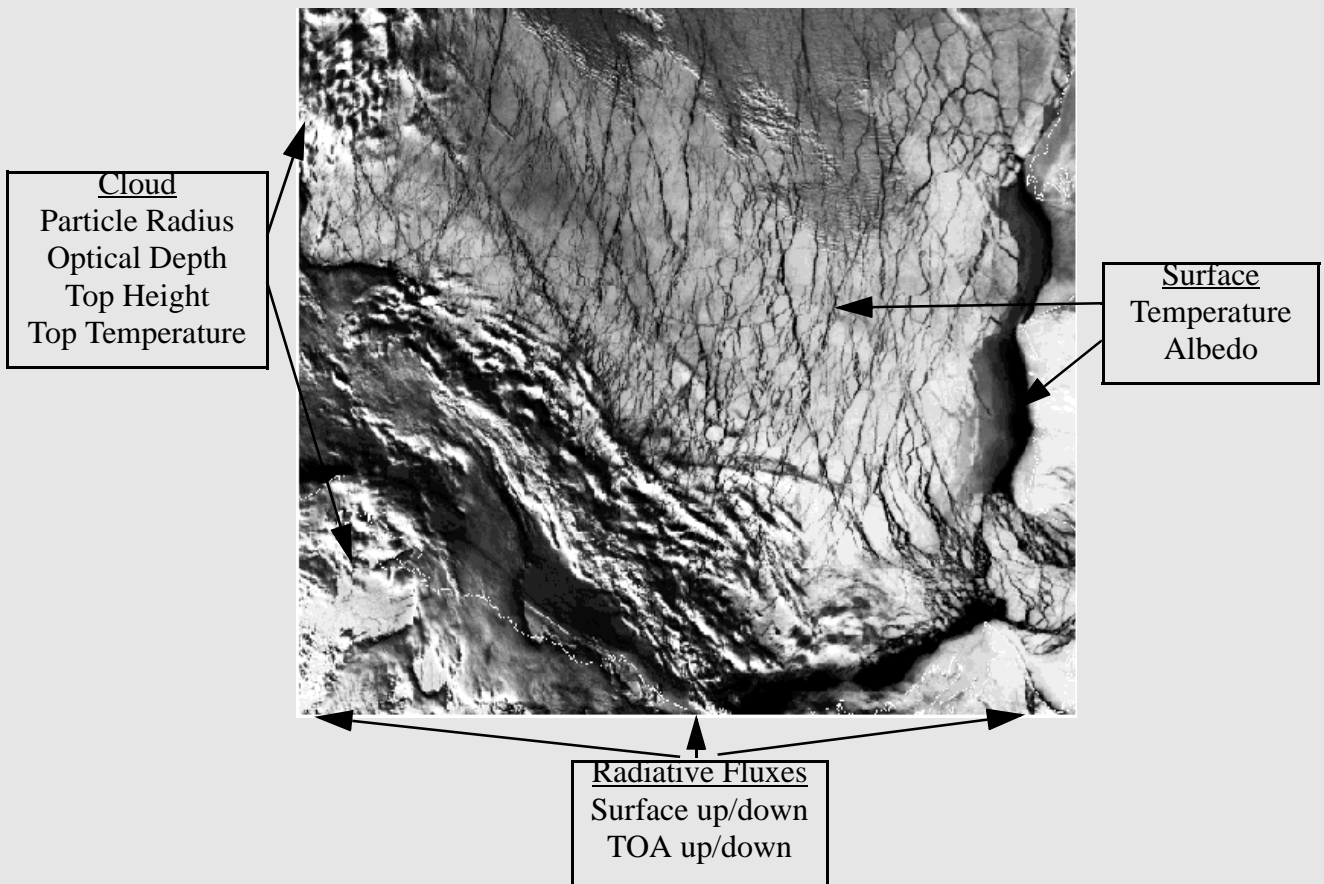 Cloud
Particle Radius
Optical Depth
Top Height
Top Temperature
Surface
Temperature
Albedo
Radiative Fluxes
Surface up/down
TOA up/down